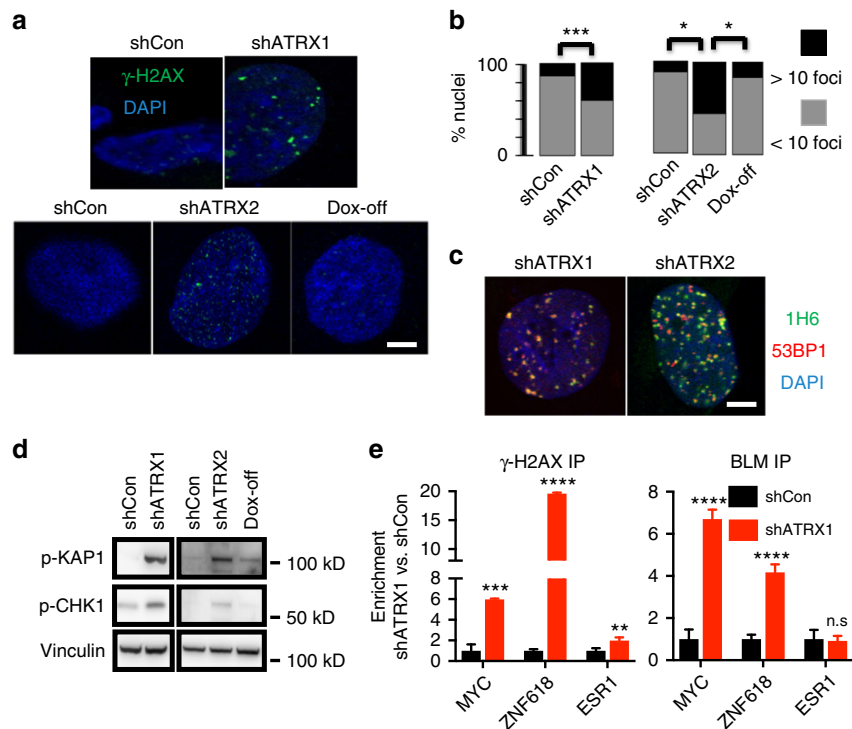 a
shCon
shATRX1
γ-H2AX
DAPI
shCon
shATRX2
Dox-off
b
***
*
*
100
0
% nuclei
> 10 foci
< 10 foci
shCon
shATRX1
shCon
shATRX2
Dox-off
c
shATRX1
shATRX2
1H6
53BP1
DAPI
d
shCon
shATRX1
shCon
shATRX2
Dox-off
p-KAP1
100 kD
p-CHK1
50 kD
Vinculin
100 kD
e
γ-H2AX IP
Enrichment
shATRX1 vs. shCon
20
15
10
6
4
2
0
***
****
**
MYC
ZNF618
ESR1
BLM IP
8
6
4
2
0
****
****
n.s
shCon
shATRX1
MYC
ZNF618
ESR1